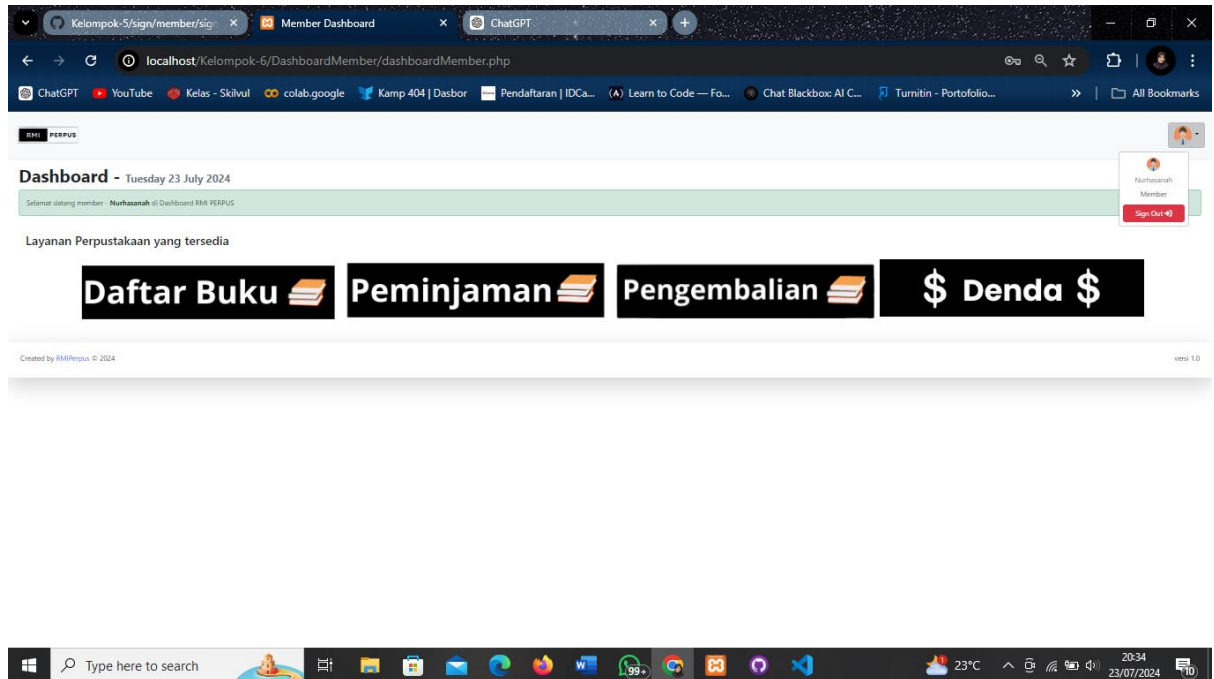 Kelompok-5/sign/member/sign
Member Dashboard
ChatGPT
localhost/Kelompok-6/DashboardMember/dashboardMember.php
ChatGPT
YouTube
Kelas - Skilvul
colab.google
Kamp 404 | Dasbor
Pendaftaran | IDCa...
Learn to Code — Fo...
Chat Blackbox: AI C...
Turnitin - Portofolio...
»
All Bookmarks
RMI PERPUS
Dashboard - Tuesday 23 July 2024
Nurhasanah
Member
Sign Out
Selamat datang member - Nurhasanah di Dashboard RMI PERPUS
Layanan Perpustakaan yang tersedia
Daftar Buku
Peminjaman
Pengembalian
$ Denda $
Created by RMIPerpus © 2024
versi 1.0
Type here to search
99+
23°C
20:34
23/07/2024
10